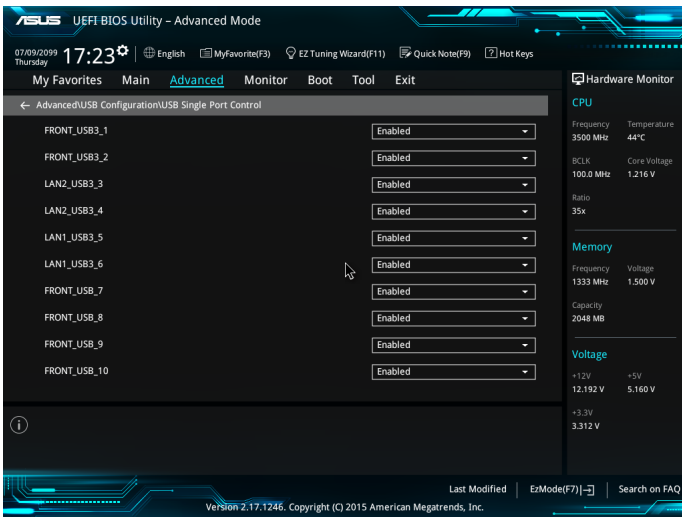 ASUS UEFI BIOS Utility – Advanced Mode
07/09/2099
Thursday
17:23
English
MyFavorite(F3)
EZ Tuning Wizard(F11)
Quick Note(F9)
? Hot Keys
My Favorites Main Advanced Monitor Boot Tool Exit
← Advanced\USB Configuration\USB Single Port Control
FRONT_USB3_1 Enabled
FRONT_USB3_2 Enabled
LAN2_USB3_3 Enabled
LAN2_USB3_4 Enabled
LAN1_USB3_5 Enabled
LAN1_USB3_6 Enabled
FRONT_USB_7 Enabled
FRONT_USB_8 Enabled
FRONT_USB_9 Enabled
FRONT_USB_10 Enabled
Hardware Monitor
CPU
Frequency Temperature
3500 MHz 44°C
BCLK Core Voltage
100.0 MHz 1.216 V
Ratio
35x
Memory
Frequency Voltage
1333 MHz 1.500 V
Capacity
2048 MB
Voltage
+12V +5V
12.192 V 5.160 V
+3.3V
3.312 V
Last Modified
EzMode(F7)
Search on FAQ
Version 2.17.1246. Copyright (C) 2015 American Megatrends, Inc.